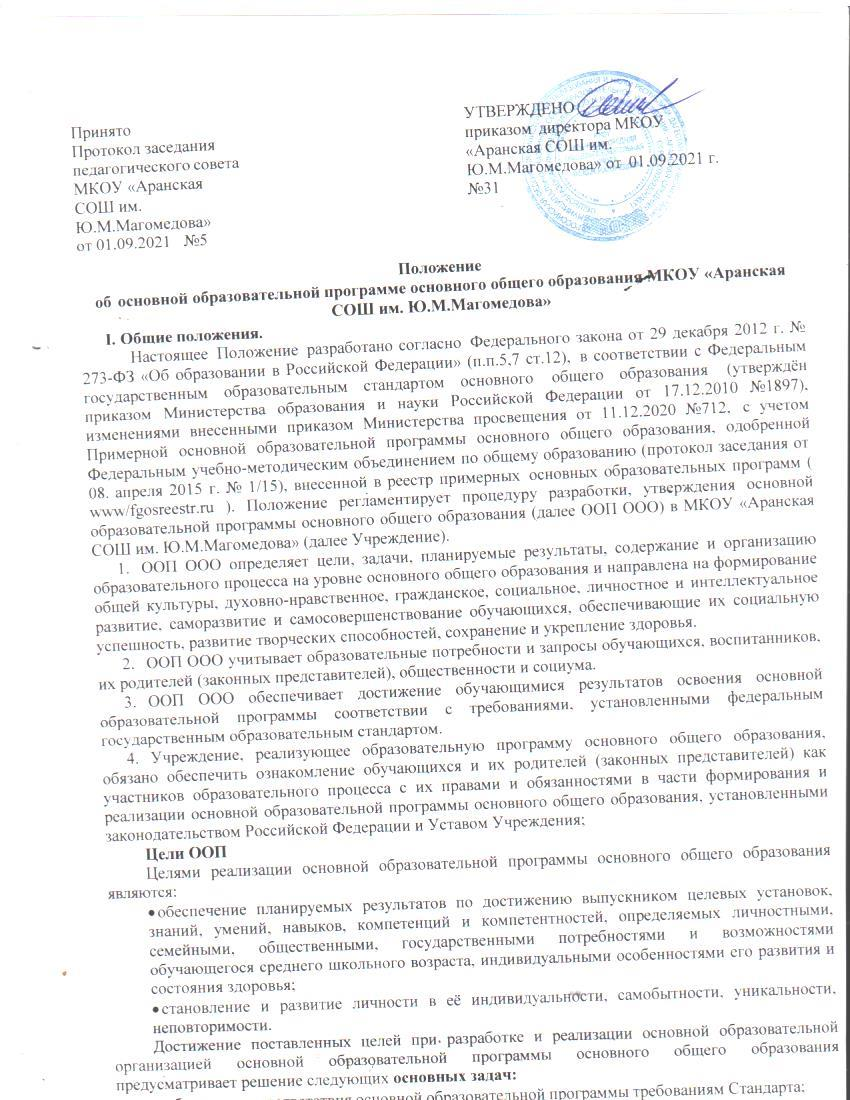 Принято
Протокол заседания
педагогического совета
МКОУ «Аранская
СОШ им.
Ю.М.Магомедова»
от 01.09.2021 №5
УТВЕРЖДЕНО
приказом директора МКОУ
«Аранская СОШ им.
Ю.М.Магомедова» от 01.09.2021 г.
№31
Положение
об основной образовательной программе основного общего образования МКОУ «Аранская
СОШ им. Ю.М.Магомедова»
I. Общие положения.
Настоящее Положение разработано согласно Федерального закона от 29 декабря 2012 г. №
273-ФЗ «Об образовании в Российской Федерации» (п.п.5,7 ст.12), в соответствии с Федеральным
государственным образовательным стандартом основного общего образования (утверждён
приказом Министерства образования и науки Российской Федерации от 17.12.2010 №1897),
изменениями внесенными приказом Министерства просвещения от 11.12.2020 №712, с учетом
Примерной основной образовательной программы основного общего образования, одобренной
Федеральным учебно-методическим объединением по общему образованию (протокол заседания от
08. апреля 2015 г. № 1/15), внесенной в реестр примерных основных образовательных программ (
www/fgosreestr.ru ). Положение регламентирует процедуру разработки, утверждения основной
образовательной программы основного общего образования (далее ООП ООО) в МКОУ «Аранская
СОШ им. Ю.М.Магомедова» (далее Учреждение).
1. ООП ООО определяет цели, задачи, планируемые результаты, содержание и организацию
образовательного процесса на уровне основного общего образования и направлена на формирование
общей культуры, духовно-нравственное, гражданское, социальное, личностное и интеллектуальное
развитие, саморазвитие и самосовершенствование обучающихся, обеспечивающие их социальную
успешность, развитие творческих способностей, сохранение и укрепление здоровья.
2. ООП ООО учитывает образовательные потребности и запросы обучающихся, воспитанников,
их родителей (законных представителей), общественности и социума.
3. ООП ООО обеспечивает достижение обучающимися результатов освоения основной
образовательной программы соответствии с требованиями, установленными федеральным
государственным образовательным стандартом.
4. Учреждение, реализующее образовательную программу основного общего образования,
обязано обеспечить ознакомление обучающихся и их родителей (законных представителей) как
участников образовательного процесса с их правами и обязанностями в части формирования и
реализации основной образовательной программы основного общего образования, установленными
законодательством Российской Федерации и Уставом Учреждения;
Цели ООП
Целями реализации основной образовательной программы основного общего образования
являются:
•обеспечение планируемых результатов по достижению выпускником целевых установок,
знаний, умений, навыков, компетенций и компетентностей, определяемых личностными,
семейными, общественными, государственными потребностями и возможностями
обучающегося среднего школьного возраста, индивидуальными особенностями его развития и
состояния здоровья;
•становление и развитие личности в её индивидуальности, самобытности, уникальности,
неповторимости.
Достижение поставленных целей при разработке и реализации основной образовательной
организацией основной образовательной программы основного общего образования
предусматривает решение следующих основных задач:
основной образовательной программы требованиям Стандарта;